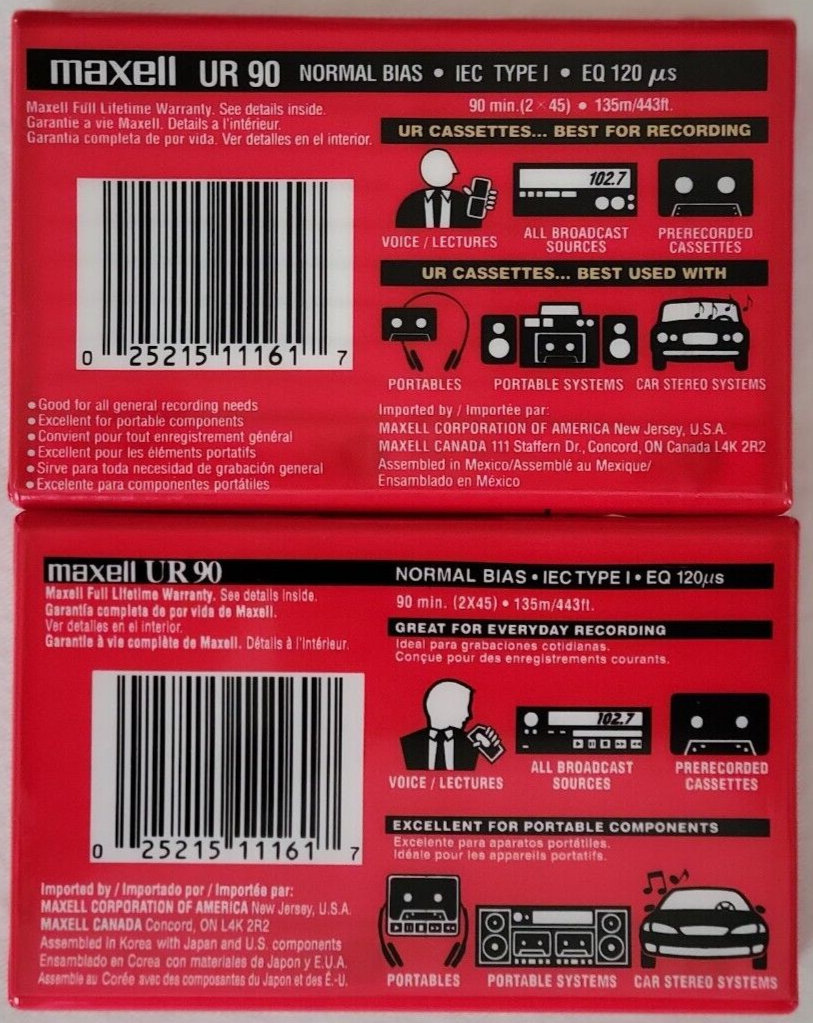 maxell UR 90 NORMAL BIAS • IEC TYPE I • EQ 120 µs
Maxell Full Lifetime Warranty. See details inside.
Garantie a vie Maxell. Details a l'intérieur.
Garantia completa de por vida. Ver detalles en el interior.
90 min.(2 × 45) • 135m/443ft.
UR CASSETTES... BEST FOR RECORDING
102.7
VOICE / LECTURES
ALL BROADCAST
SOURCES
PRERECORDED
CASSETTES
UR CASSETTES... BEST USED WITH
PORTABLES
PORTABLE SYSTEMS
CAR STEREO SYSTEMS
0 25215 11161 7
• Good for all general recording needs
• Excellent for portable components
• Convient pour tout enregistrement général
• Excellent pour les éléments portatifs
• Sirve para toda necesidad de grabación general
• Excelente para componentes portátiles
Imported by / Importée par:
MAXELL CORPORATION OF AMERICA New Jersey, U.S.A.
MAXELL CANADA 111 Staffern Dr., Concord, ON Canada L4K 2R2
Assembled in Mexico/Assemblé au Mexique/
Ensamblado en México
maxell UR 90 NORMAL BIAS • IEC TYPE I • EQ 120µs
Maxell Full Lifetime Warranty. See details inside.
Garantía completa de por vida de Maxell.
Ver detalles en el interior.
Garantie à vie complète de Maxell. Détails à l'intérieur.
90 min. (2X45) • 135m/443ft.
GREAT FOR EVERYDAY RECORDING
Ideal para grabaciones cotidianas.
Conçue pour des enregistrements courants.
102.7
VOICE / LECTURES
ALL BROADCAST
SOURCES
PRERECORDED
CASSETTES
EXCELLENT FOR PORTABLE COMPONENTS
Excelente para aparatos portátiles.
Idéale pour les appareils portatifs.
PORTABLES
PORTABLE SYSTEMS
CAR STEREO SYSTEMS
0 25215 11161 7
Imported by / Importado por / Importée par:
MAXELL CORPORATION OF AMERICA New Jersey, U.S.A.
MAXELL CANADA Concord, ON L4K 2R2
Assembled in Korea with Japan and U.S. components
Ensamblado en Corea con materiales de Japon y E.U.A.
Assemble au Corée avec des composantes du Japon et des É.-U.